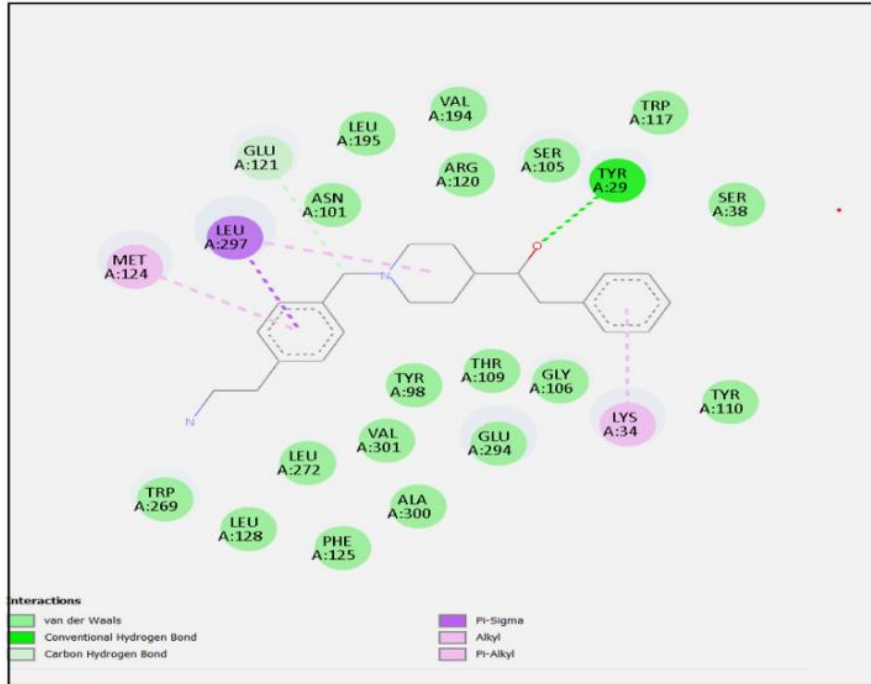 VAL
A:194
TRP
A:117
LEU
A:195
GLU
A:121
SER
A:105
ARG
A:120
TYR
A:29
ASN
A:101
SER
A:38
LEU
A:297
MET
A:124
O
N
TYR
A:98
THR
A:109
GLY
A:106
TYR
A:110
LYS
A:34
N
VAL
A:301
GLU
A:294
LEU
A:272
TRP
A:269
ALA
A:300
LEU
A:128
PHE
A:125
Interactions
van der Waals
Conventional Hydrogen Bond
Carbon Hydrogen Bond
Pi-Sigma
Alkyl
Pi-Alkyl